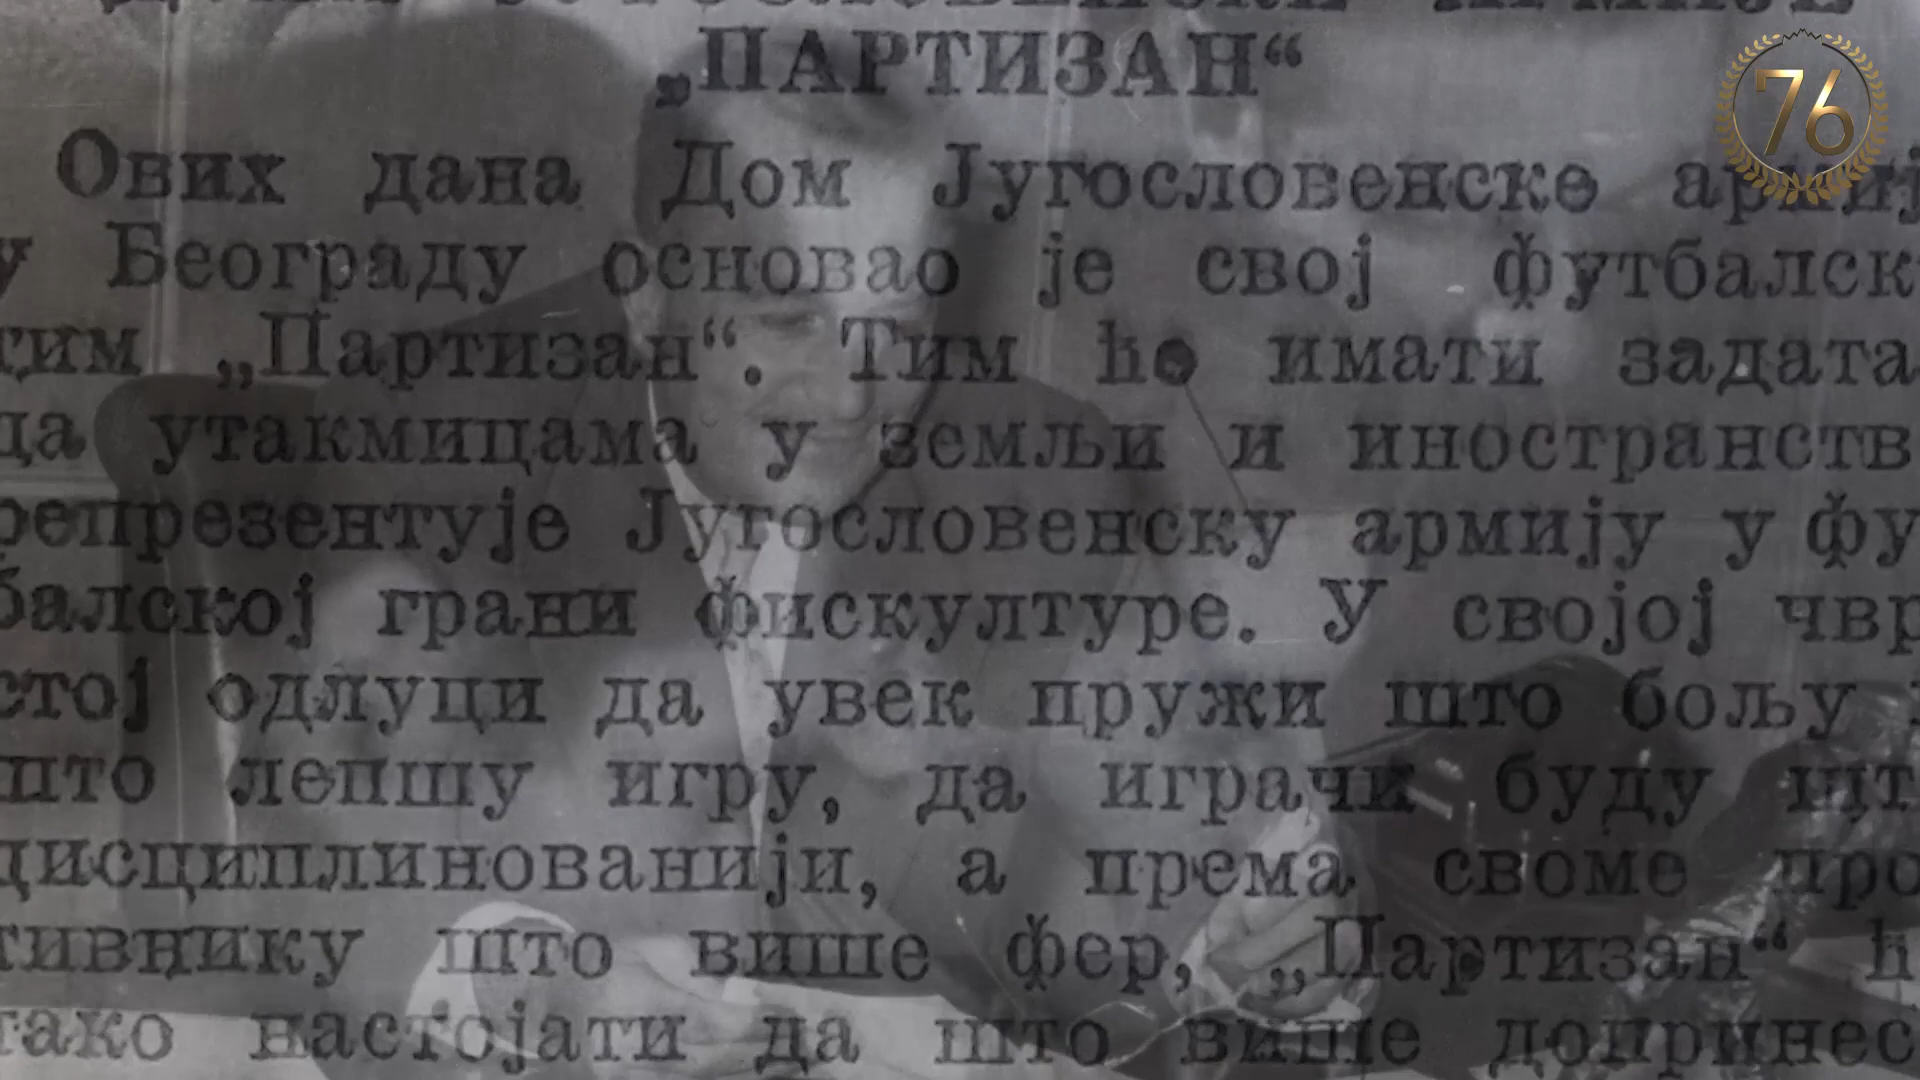 „ПАРТИЗАН“
76
Ових дана Дом Југословенске армиј
у Београду основао је свој футбалск
тим „Партизан“. Тим ће имати задата
да утакмицама у земљи и иностранств
репрезентује Југословенску армију у фу
балској грани фискултуре. У својој чвр
стој одлуци да увек пружи што бољу
што лепшу игру, да играчи буду шт
дисциплинованији, а према своме про
тивнику што више фер, „Партизан“ ћ
тако настојати да што више допринес